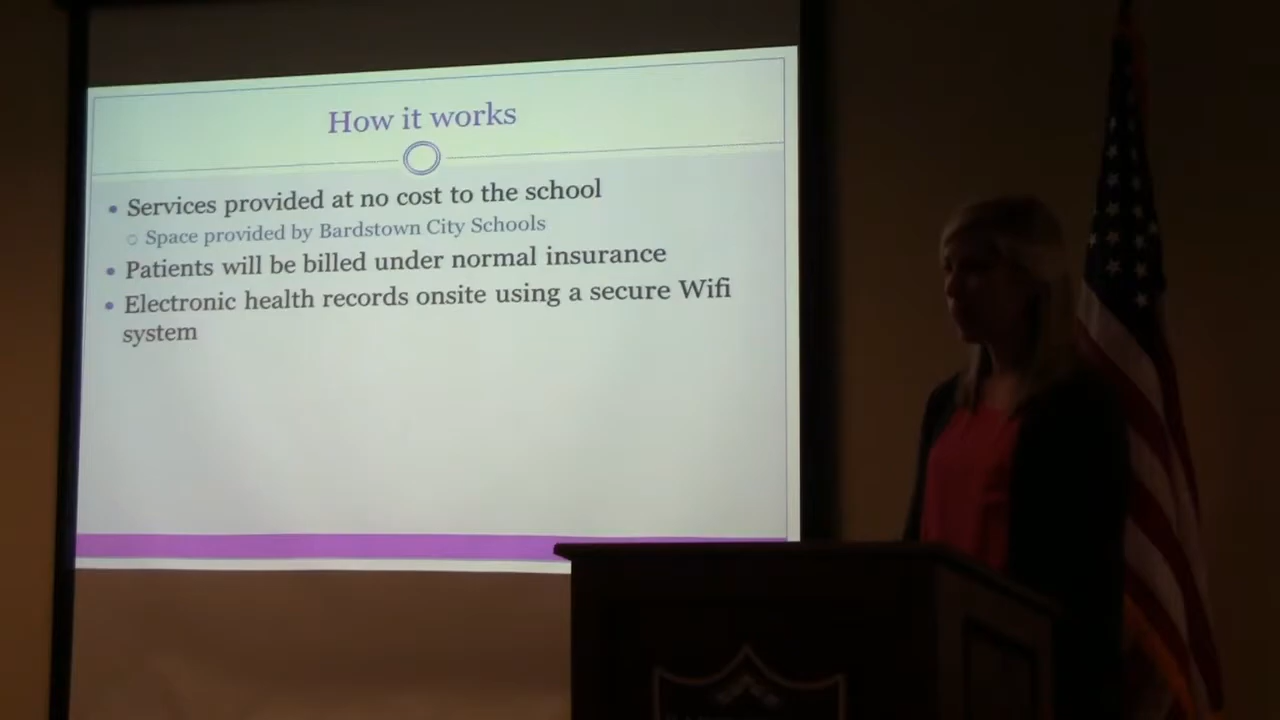 How it works
Services provided at no cost to the school
Space provided by Bardstown City Schools
Patients will be billed under normal insurance
Electronic health records onsite using a secure Wifi
system